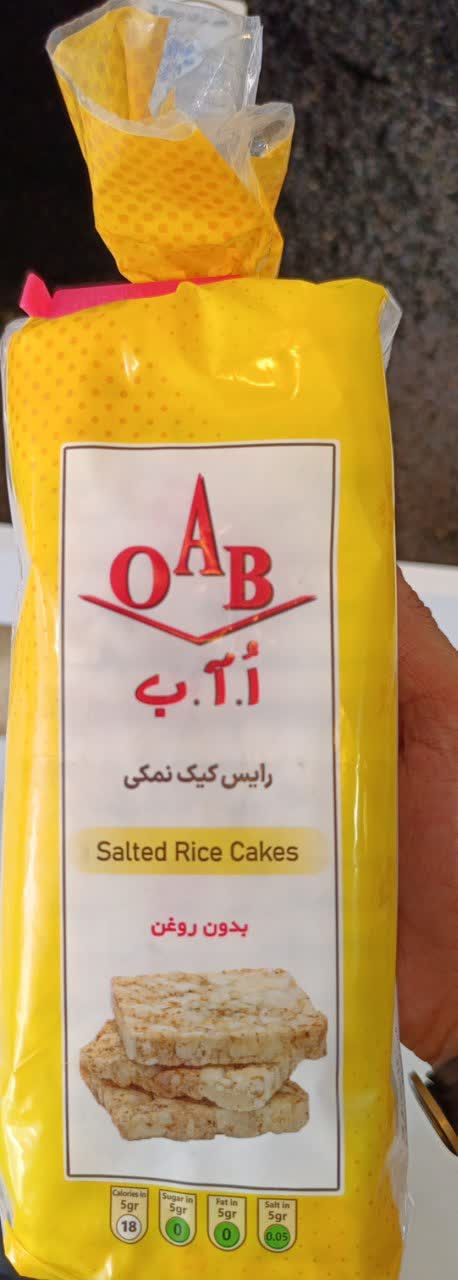 OAB
اُ.آ.ب
رایس کیک نمکی
Salted Rice Cakes
بدون روغن
Calories in
5gr
18
Sugar in
5gr
0
Fat in
5gr
0
Salt in
5gr
0.05